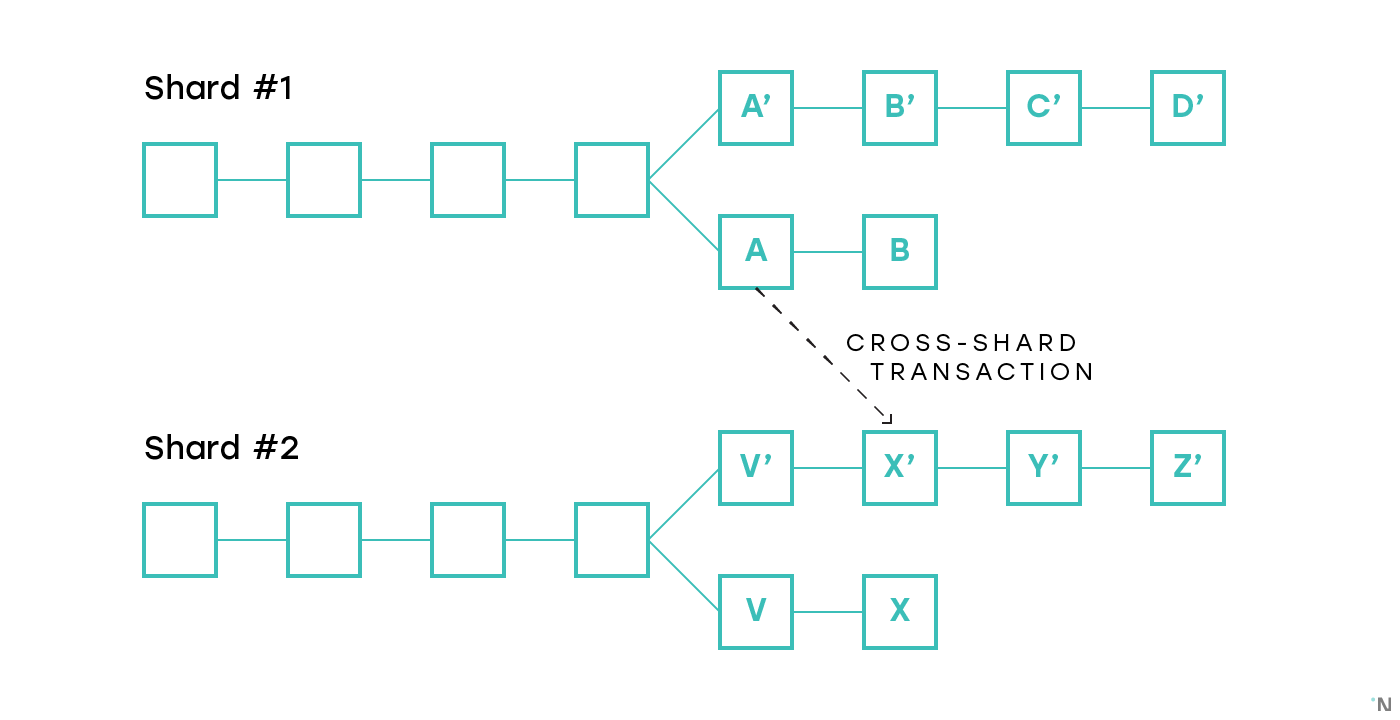 Shard #1
A’ B’ C’ D’
A B
CROSS-SHARD
TRANSACTION
Shard #2
V’ X’ Y’ Z’
V X
N